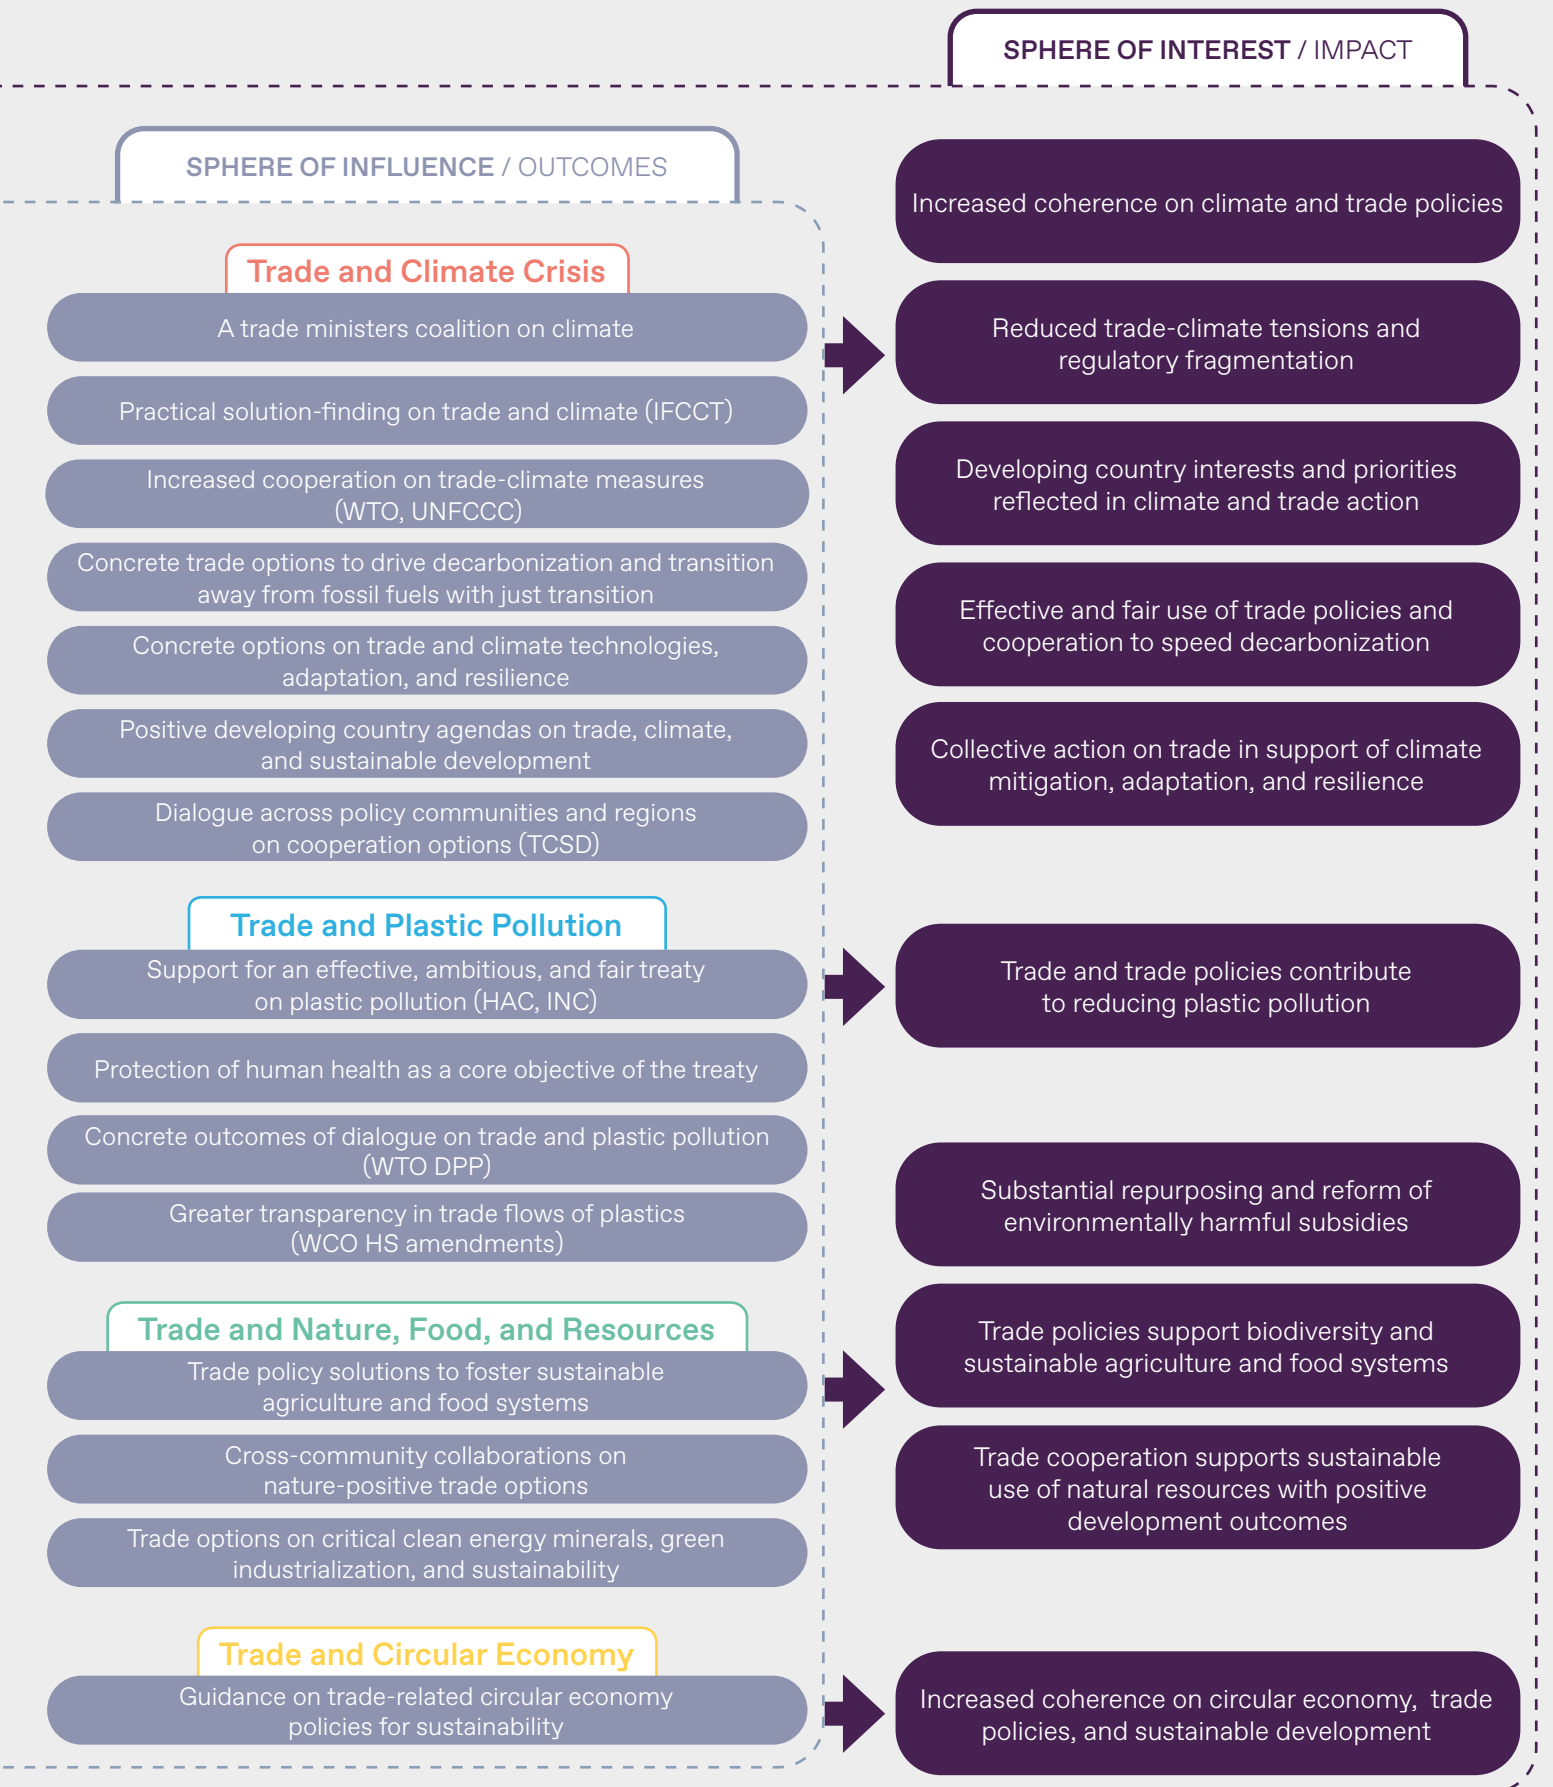 SPHERE OF INTEREST / IMPACT
SPHERE OF INFLUENCE / OUTCOMES
Trade and Climate Crisis
A trade ministers coalition on climate
Practical solution-finding on trade and climate (IFCCT)
Increased cooperation on trade-climate measures
(WTO, UNFCCC)
Concrete trade options to drive decarbonization and transition
away from fossil fuels with just transition
Concrete options on trade and climate technologies,
adaptation, and resilience
Positive developing country agendas on trade, climate,
and sustainable development
Dialogue across policy communities and regions
on cooperation options (TCSD)
Increased coherence on climate and trade policies
Reduced trade-climate tensions and
regulatory fragmentation
Developing country interests and priorities
reflected in climate and trade action
Effective and fair use of trade policies and
cooperation to speed decarbonization
Collective action on trade in support of climate
mitigation, adaptation, and resilience
Trade and Plastic Pollution
Support for an effective, ambitious, and fair treaty
on plastic pollution (HAC, INC)
Protection of human health as a core objective of the treaty
Concrete outcomes of dialogue on trade and plastic pollution
(WTO DPP)
Greater transparency in trade flows of plastics
(WCO HS amendments)
Trade and trade policies contribute
to reducing plastic pollution
Trade and Nature, Food, and Resources
Trade policy solutions to foster sustainable
agriculture and food systems
Cross-community collaborations on
nature-positive trade options
Trade options on critical clean energy minerals, green
industrialization, and sustainability
Substantial repurposing and reform of
environmentally harmful subsidies
Trade policies support biodiversity and
sustainable agriculture and food systems
Trade cooperation supports sustainable
use of natural resources with positive
development outcomes
Trade and Circular Economy
Guidance on trade-related circular economy
policies for sustainability
Increased coherence on circular economy, trade
policies, and sustainable development